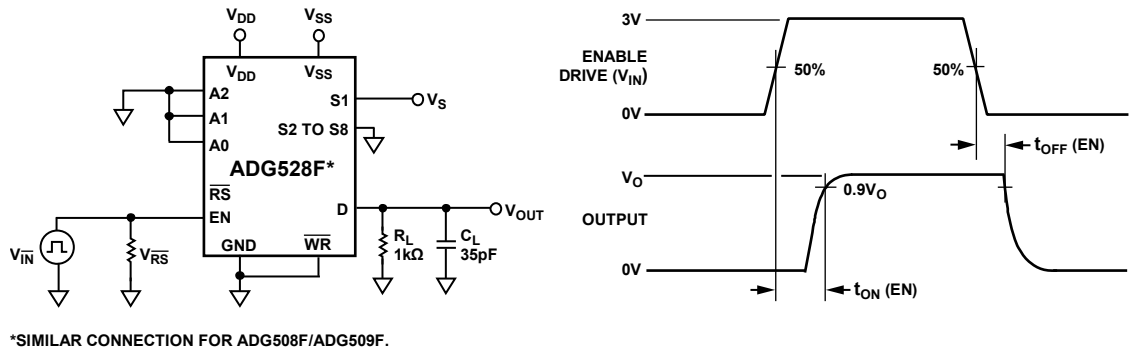 VDD
VSS
VDD
VSS
A2
A1
A0
S1
VS
S2 TO S8
ADG528F*
RS
EN
D
VOUT
VIN
VRS
GND
WR
RL
1kΩ
CL
35pF
*SIMILAR CONNECTION FOR ADG508F/ADG509F.
3V
ENABLE
DRIVE (VIN)
50%
50%
0V
tOFF (EN)
VO
0.9VO
OUTPUT
0V
tON (EN)